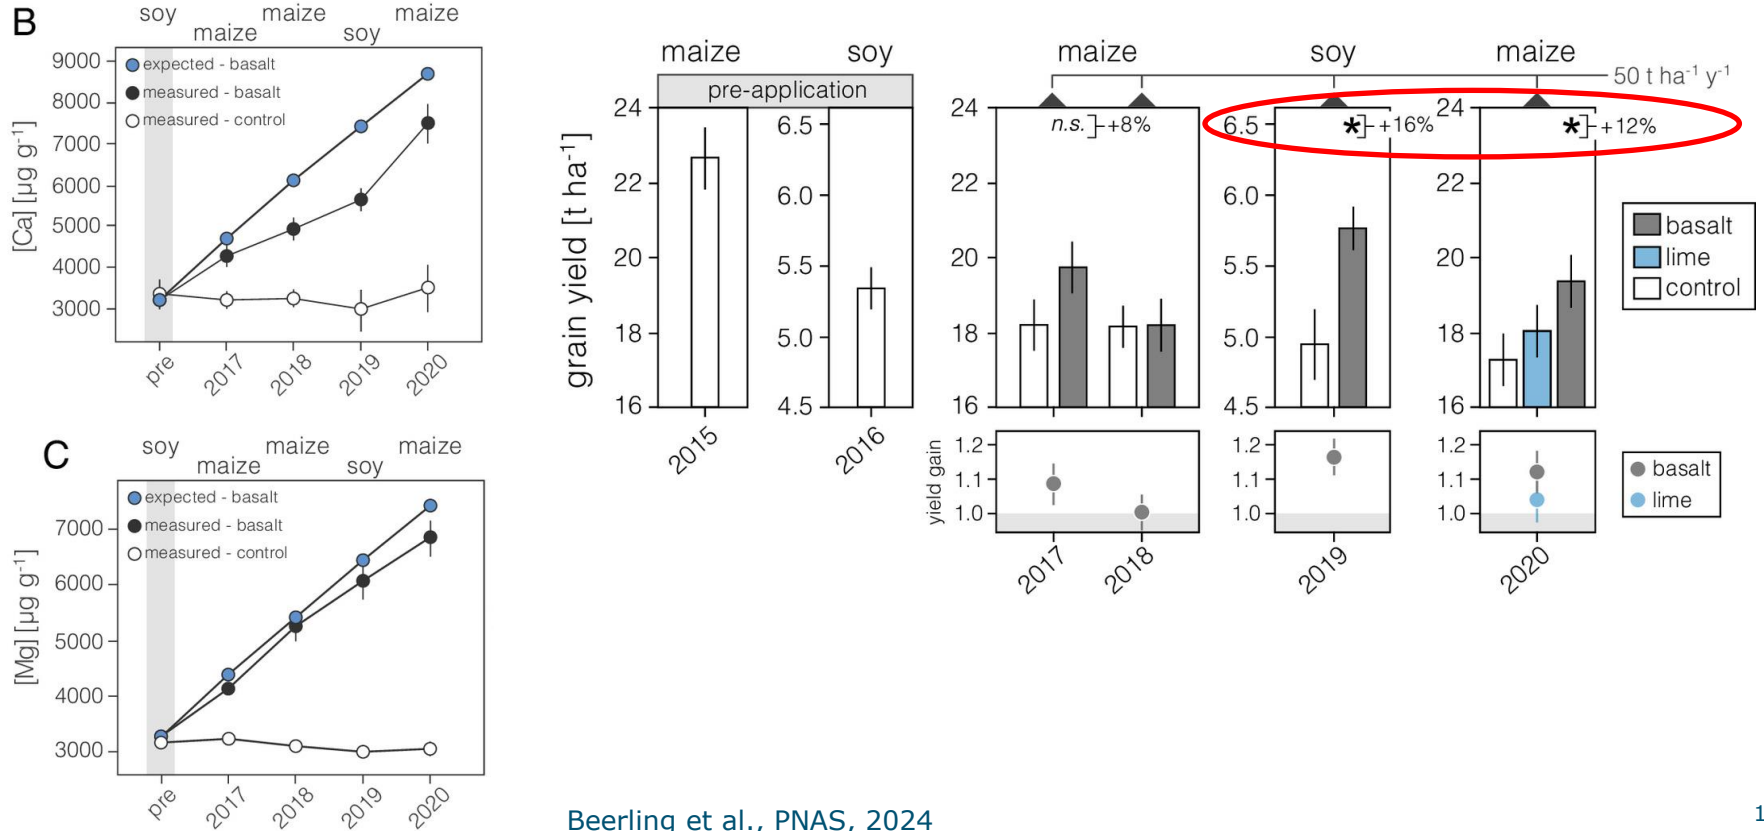 B
soy
maize
maize
soy
maize
expected - basalt
measured - basalt
measured - control
[Ca] [µg g⁻¹]
9000
8000
7000
6000
5000
4000
3000
pre
2017
2018
2019
2020
C
soy
maize
maize
soy
maize
expected - basalt
measured - basalt
measured - control
[Mg] [µg g⁻¹]
7000
6000
5000
4000
3000
pre
2017
2018
2019
2020
maize
soy
maize
soy
maize
pre-application
50 t ha⁻¹ y⁻¹
grain yield [t ha⁻¹]
24
22
20
18
16
2015
6.5
6.0
5.5
5.0
4.5
2016
24
22
20
18
16
n.s. +8%
6.5
6.0
5.5
5.0
4.5
* +16%
24
22
20
18
16
* +12%
basalt
lime
control
yield gain
1.2
1.1
1.0
2017
2018
1.2
1.1
1.0
2019
1.2
1.1
1.0
2020
basalt
lime
Beerling et al., PNAS, 2024
1